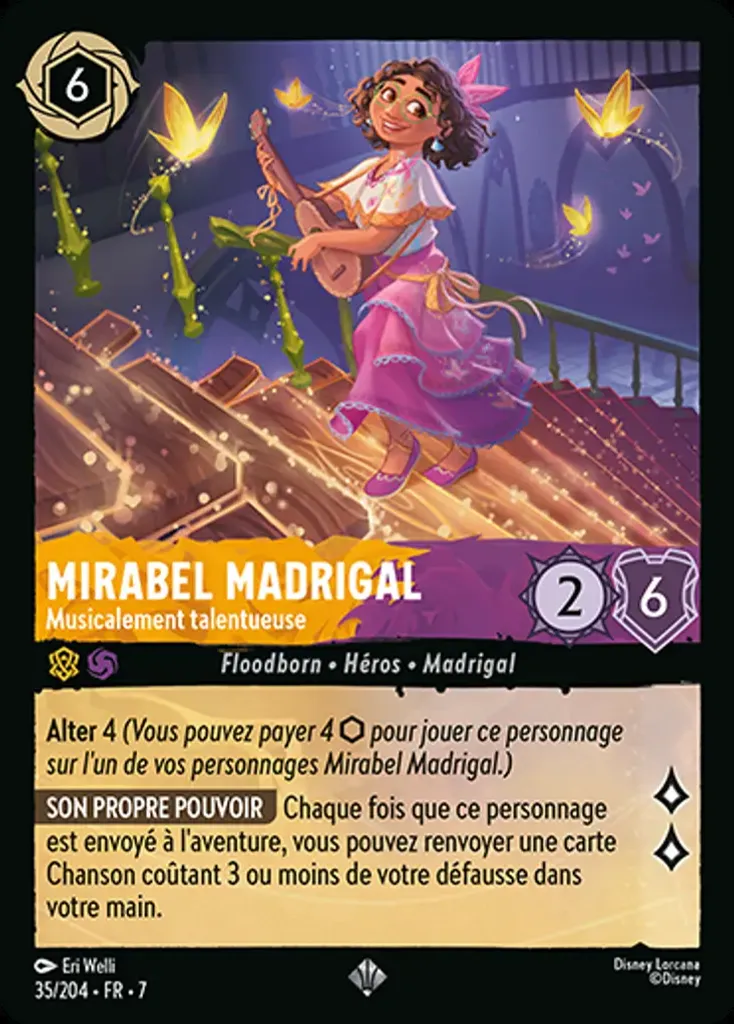 6
MIRABEL MADRIGAL
Musicalement talentueuse
2
6
Floodborn • Héros • Madrigal
Alter 4 (Vous pouvez payer 4 pour jouer ce personnage
sur l'un de vos personnages Mirabel Madrigal.)
SON PROPRE POUVOIR Chaque fois que ce personnage
est envoyé à l'aventure, vous pouvez renvoyer une carte
Chanson coûtant 3 ou moins de votre défausse dans
votre main.
Eri Welli
35/204 • FR • 7
Disney Lorcana
©Disney